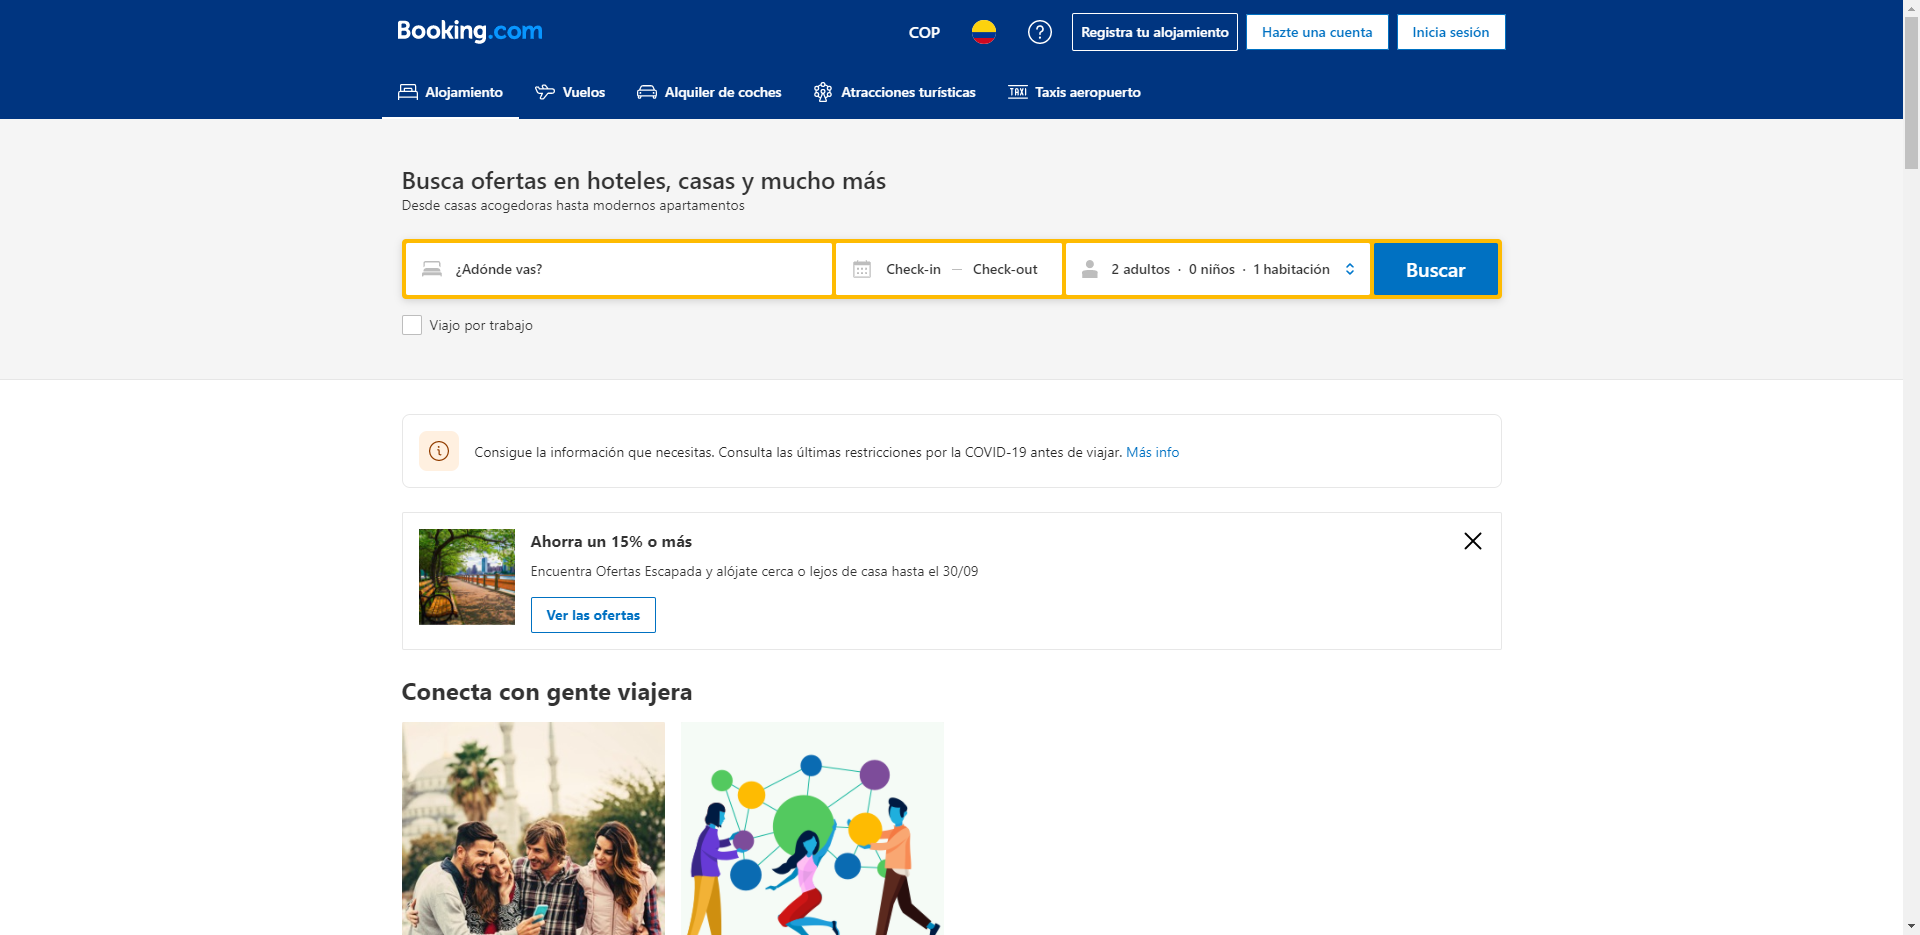 Booking.com
COP
Registra tu alojamiento
Hazte una cuenta
Inicia sesión
Alojamiento
Vuelos
Alquiler de coches
Atracciones turísticas
TAXI
Taxis aeropuerto
Busca ofertas en hoteles, casas y mucho más
Desde casas acogedoras hasta modernos apartamentos
¿Adónde vas?
Check-in — Check-out
2 adultos · 0 niños · 1 habitación
Buscar
Viajo por trabajo
Consigue la información que necesitas. Consulta las últimas restricciones por la COVID-19 antes de viajar. Más info
Ahorra un 15% o más
Encuentra Ofertas Escapada y alójate cerca o lejos de casa hasta el 30/09
Ver las ofertas
Conecta con gente viajera